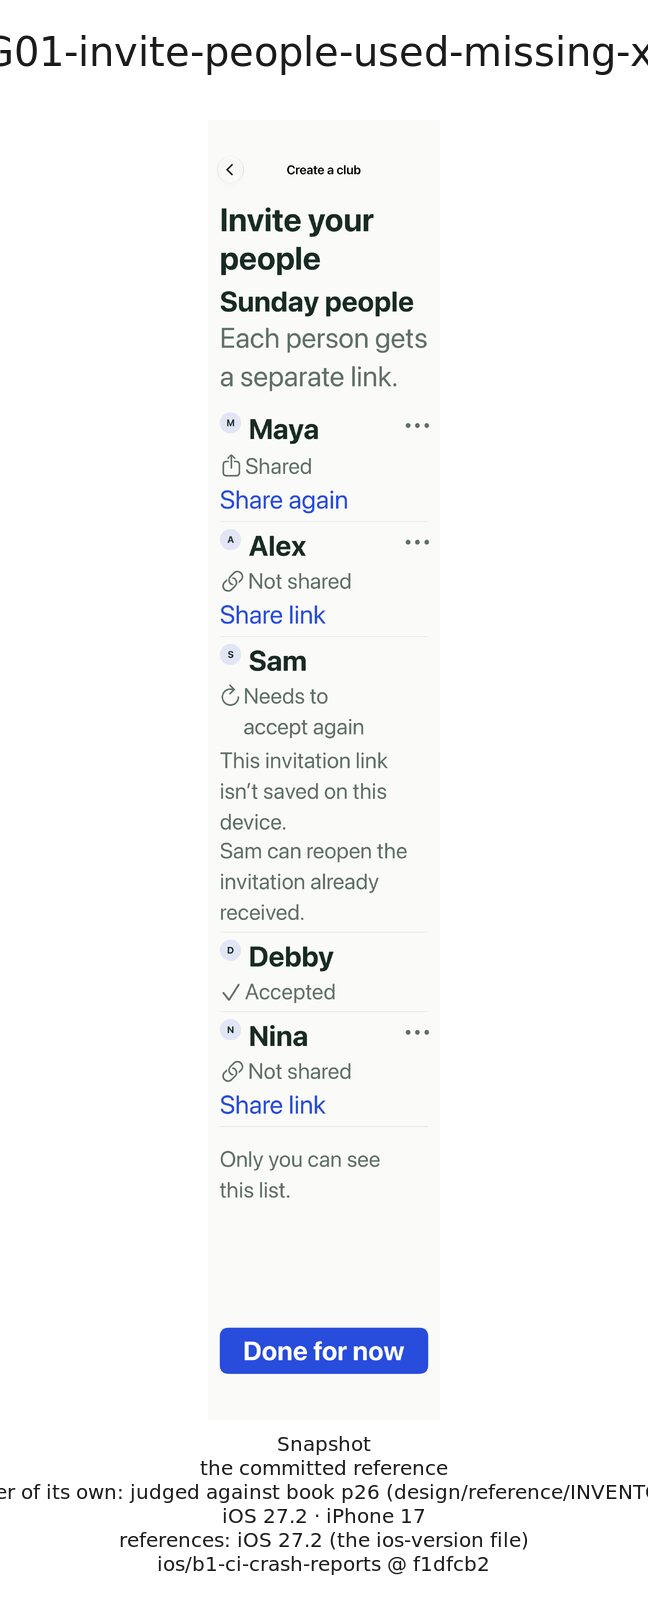 G01-invite-people-used-missing-x
Create a club
Invite your
people
Sunday people
Each person gets
a separate link.
M Maya
Shared
Share again
A Alex
Not shared
Share link
S Sam
Needs to
accept again
This invitation link
isn’t saved on this
device.
Sam can reopen the
invitation already
received.
D Debby
Accepted
N Nina
Not shared
Share link
Only you can see
this list.
Done for now
Snapshot
the committed reference
er of its own: judged against book p26 (design/reference/INVENTO
iOS 27.2 · iPhone 17
references: iOS 27.2 (the ios-version file)
ios/b1-ci-crash-reports @ f1dfcb2